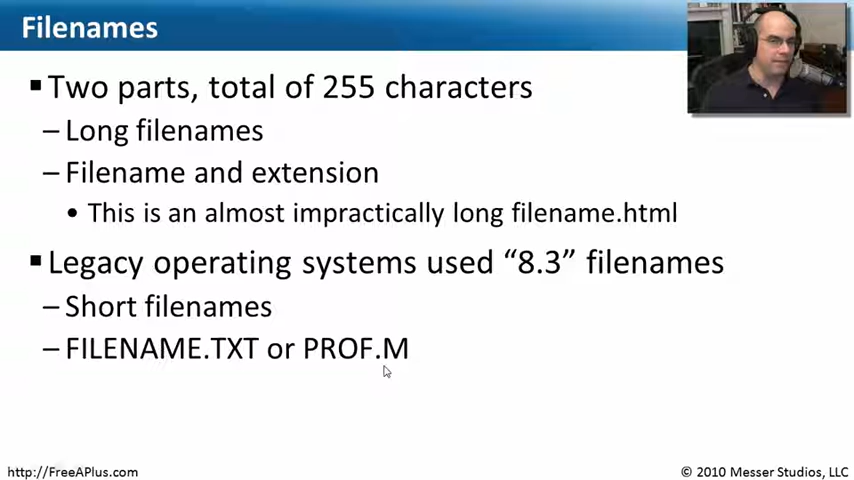 Filenames
▪ Two parts, total of 255 characters
– Long filenames
– Filename and extension
• This is an almost impractically long filename.html
▪ Legacy operating systems used “8.3” filenames
– Short filenames
– FILENAME.TXT or PROF.M
http://FreeAPlus.com
© 2010 Messer Studios, LLC